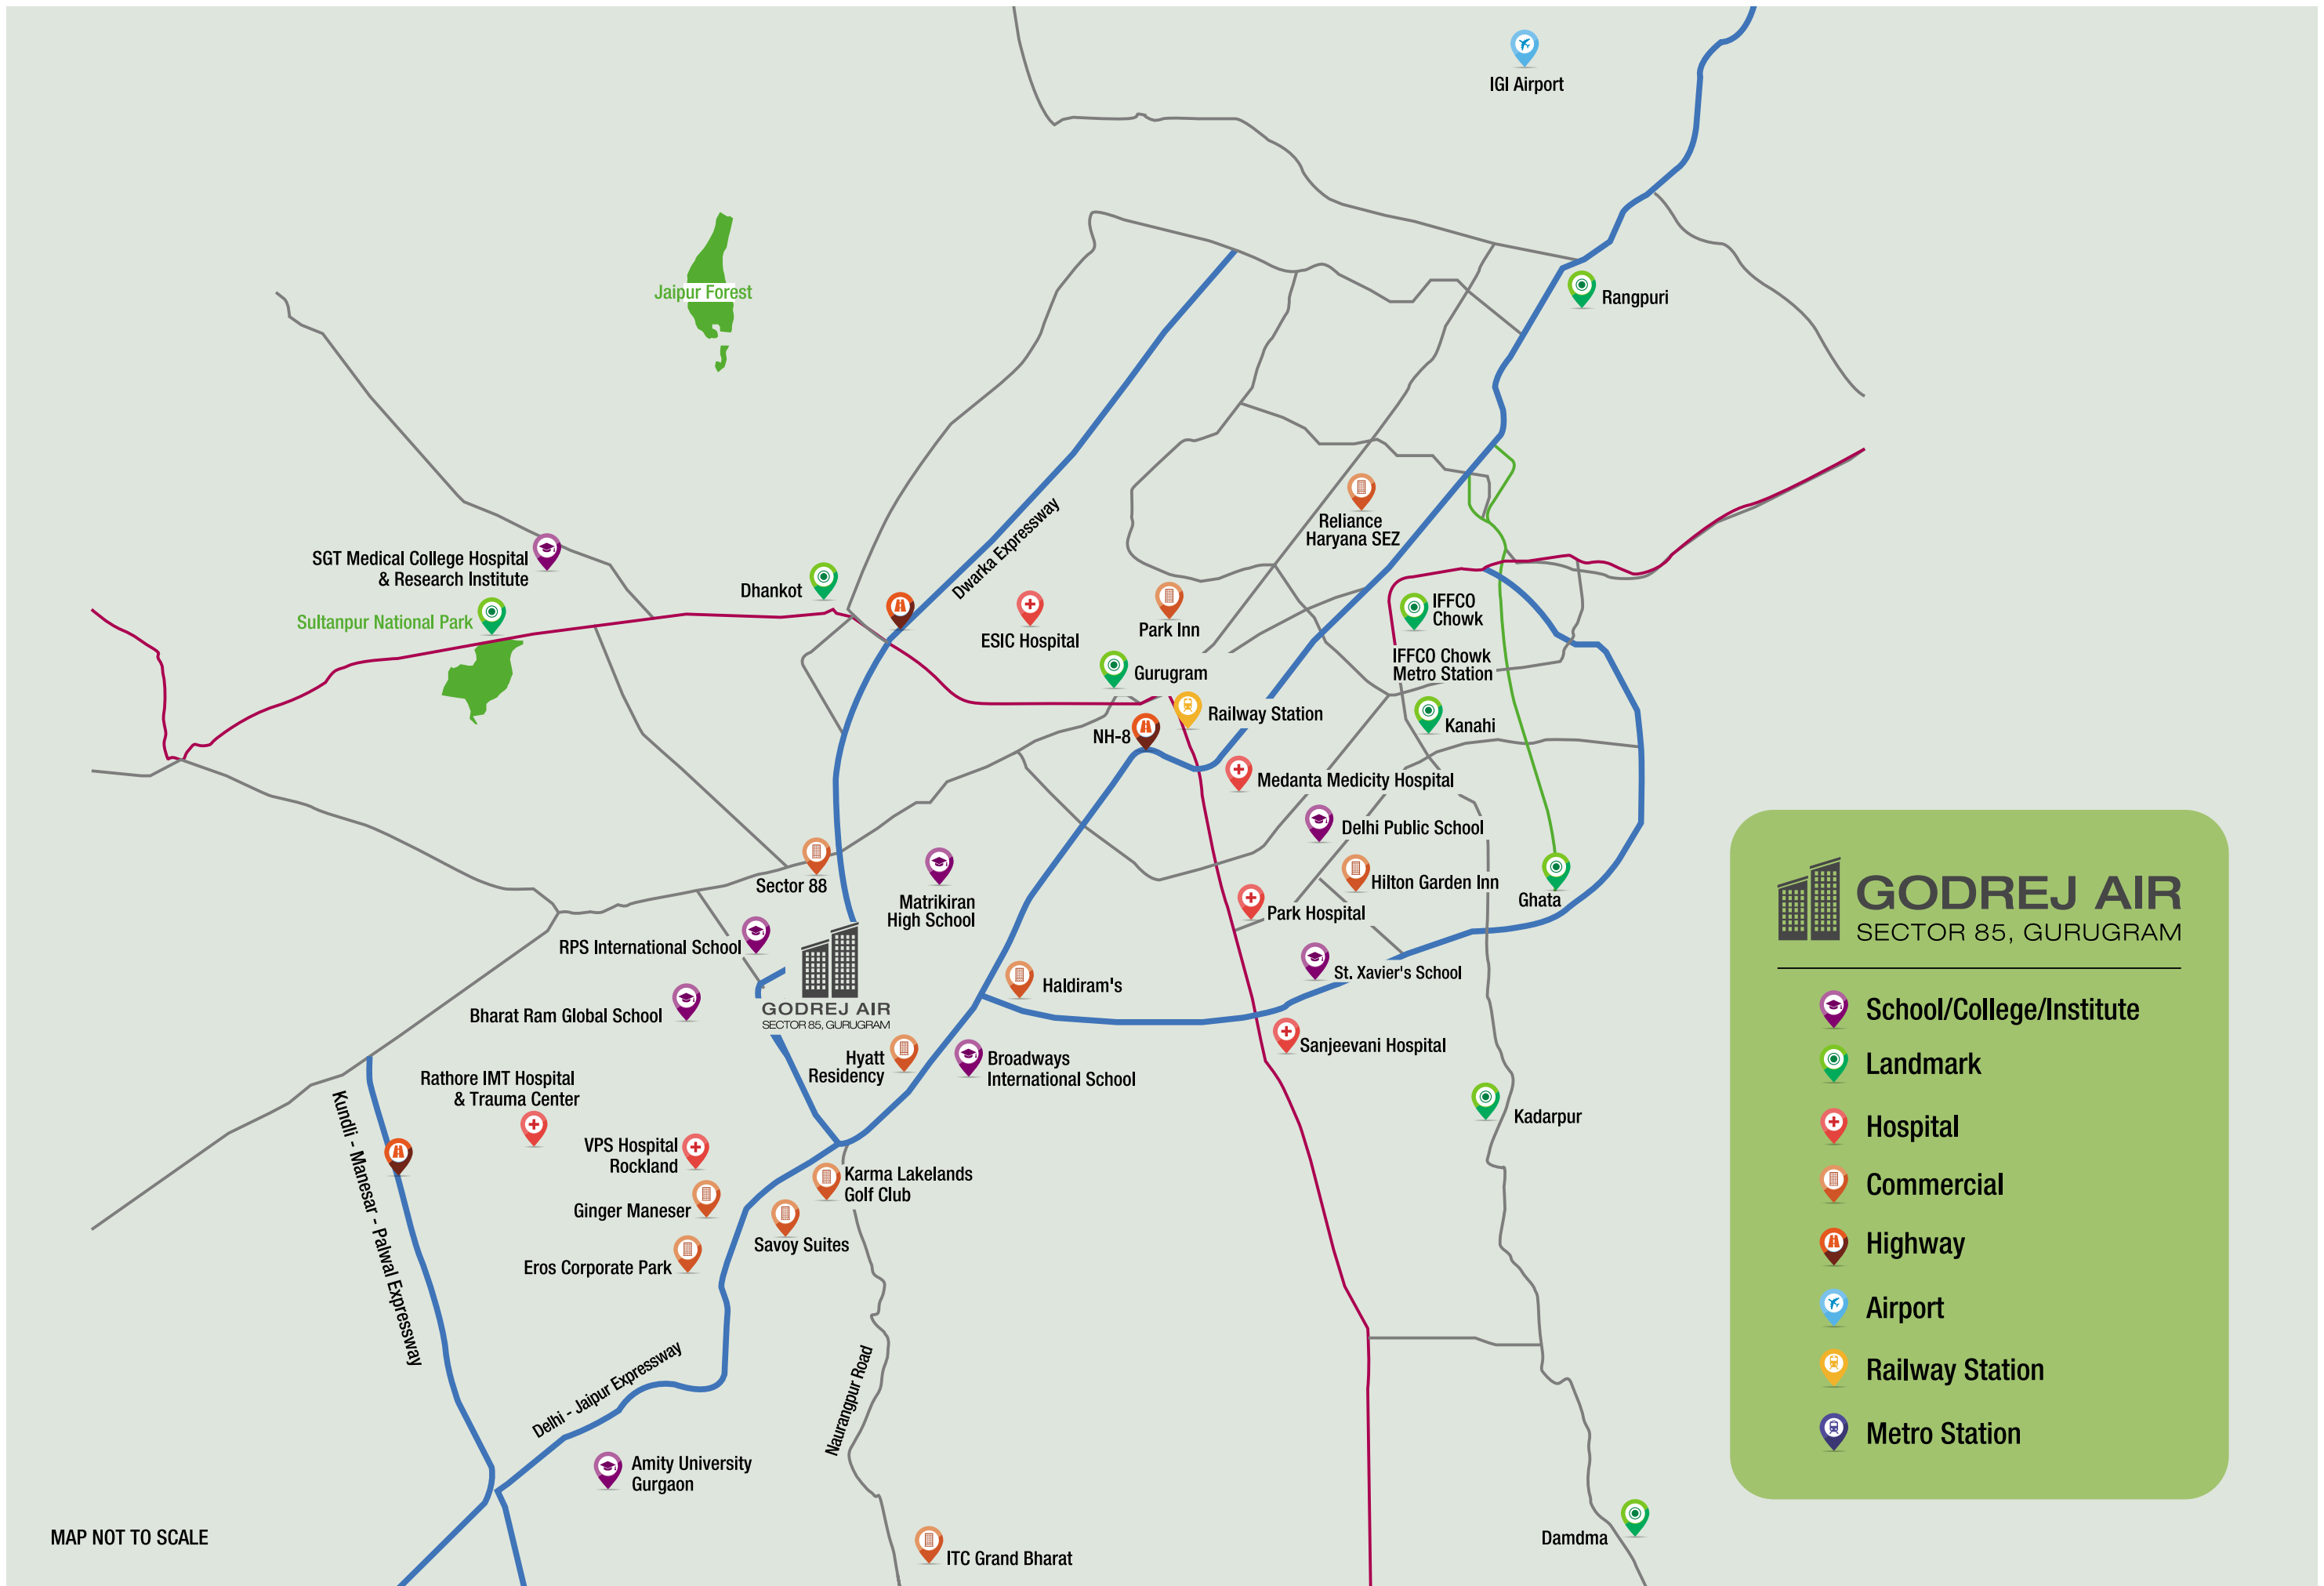 IGI Airport
Jaipur Forest
Rangpuri
Dwarka Expressway
Reliance
Haryana SEZ
SGT Medical College Hospital
& Research Institute
Sultanpur National Park
Dhankot
ESIC Hospital
Park Inn
IFFCO
Chowk
IFFCO Chowk
Metro Station
Gurugram
Railway Station
NH-8
Kanahi
Medanta Medicity Hospital
Delhi Public School
Hilton Garden Inn
Ghata
Park Hospital
Sector 88
Matrikiran
High School
RPS International School
St. Xavier's School
Haldiram's
Bharat Ram Global School
GODREJ AIR
SECTOR 85, GURUGRAM
Hyatt
Residency
Broadways
International School
Sanjeevani Hospital
Kadarpur
Rathore IMT Hospital
& Trauma Center
VPS Hospital
Rockland
Ginger Maneser
Eros Corporate Park
Karma Lakelands
Golf Club
Savoy Suites
Kundli - Manesar - Palwal Expressway
Delhi - Jaipur Expressway
Naurangpur Road
Amity University
Gurgaon
ITC Grand Bharat
Damdma
MAP NOT TO SCALE
GODREJ AIR
SECTOR 85, GURUGRAM
School/College/Institute
Landmark
Hospital
Commercial
Highway
Airport
Railway Station
Metro Station